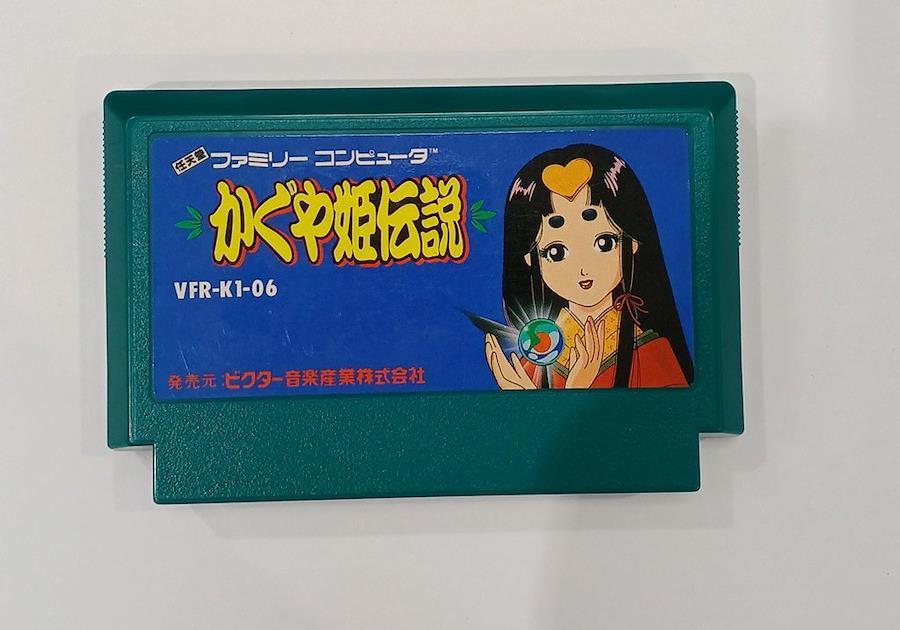 任天堂 ファミリー コンピュータ™
かぐや姫伝説
VFR-K1-06
発売元:ビクター音楽産業株式会社